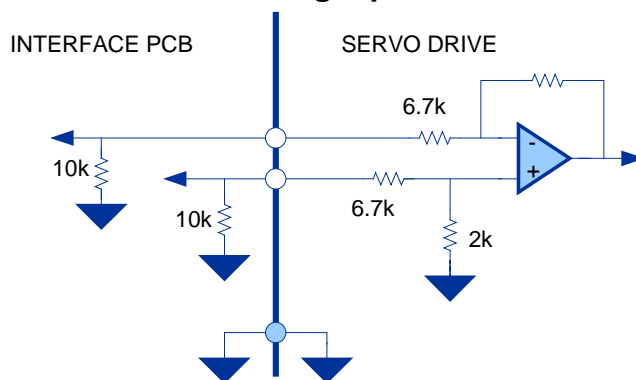 INTERFACE PCB
SERVO DRIVE
6.7k
-
10k
+
6.7k
10k
2k